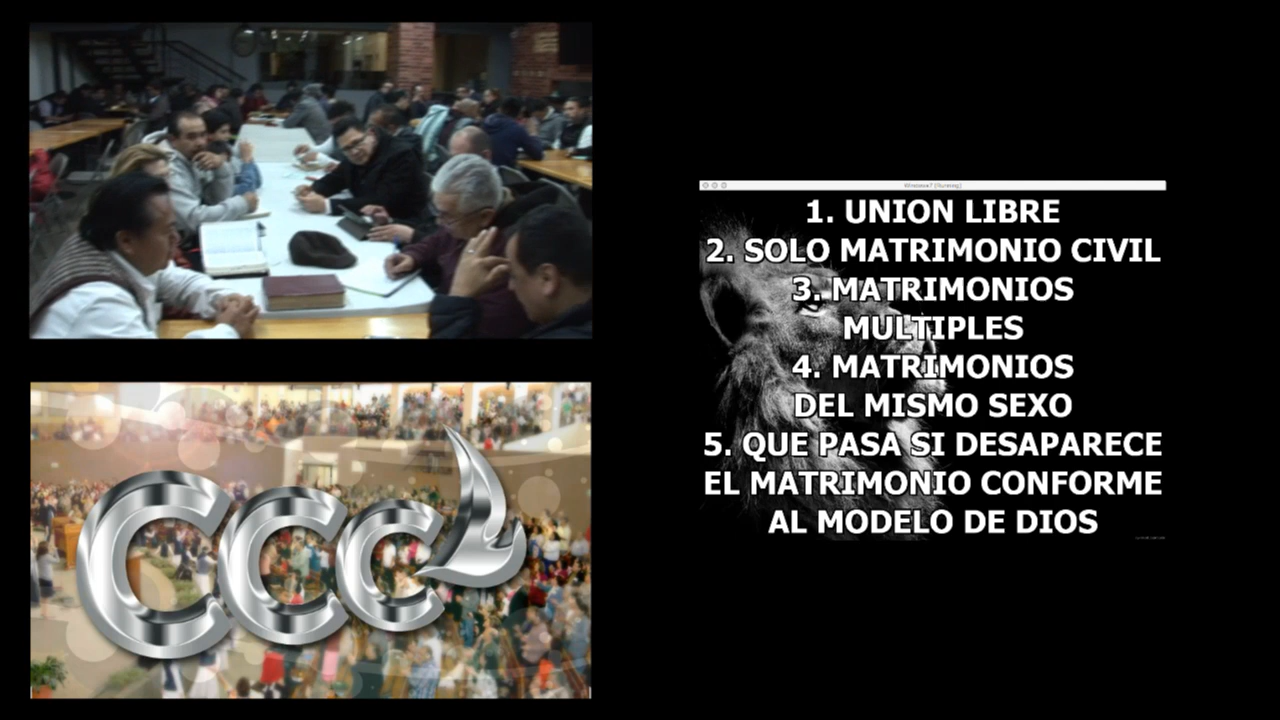 CCC
1. UNION LIBRE
2. SOLO MATRIMONIO CIVIL
3. MATRIMONIOS
MULTIPLES
4. MATRIMONIOS
DEL MISMO SEXO
5. QUE PASA SI DESAPARECE
EL MATRIMONIO CONFORME
AL MODELO DE DIOS